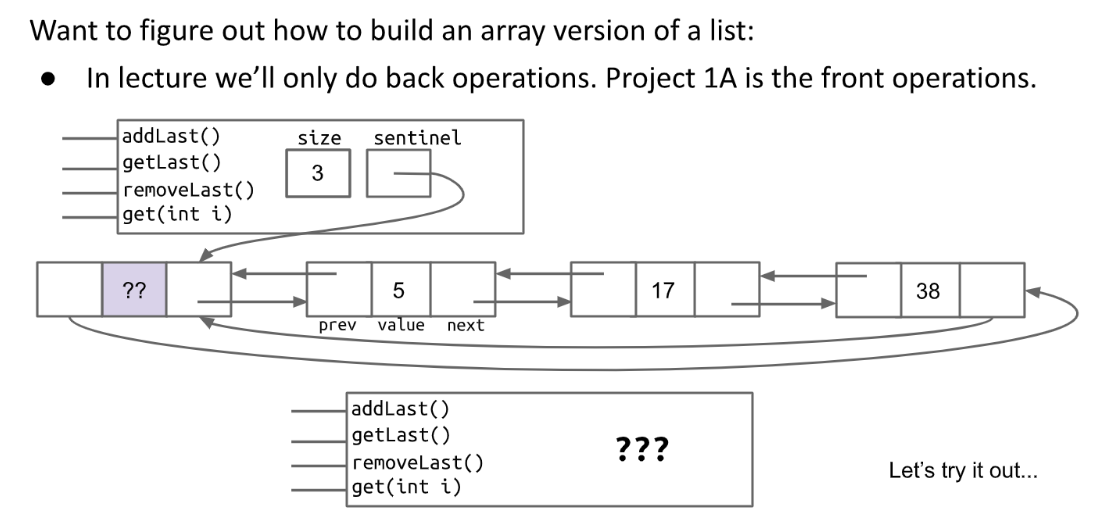 Want to figure out how to build an array version of a list:
● In lecture we’ll only do back operations. Project 1A is the front operations.
addLast()
getLast()
removeLast()
get(int i)
size sentinel
3
?? 5 17 38
prev value next
addLast()
getLast()
removeLast()
get(int i)
???
Let’s try it out...